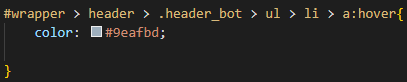 #wrapper > header > .header_bot > ul > li > a:hover{
    color: #9eafbd;
}